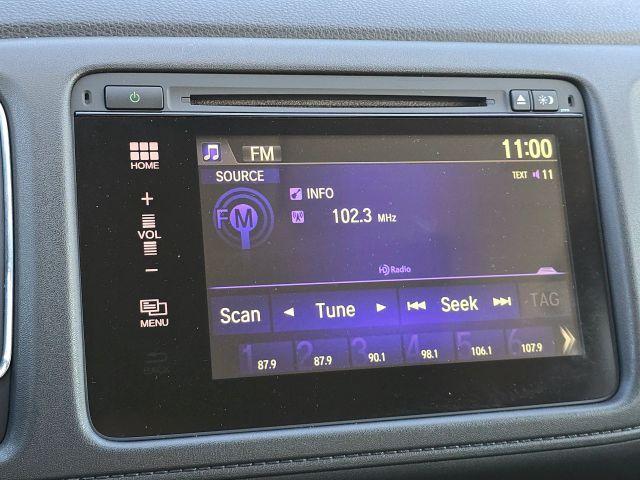 FM
11:00
HOME
SOURCE
TEXT 11
INFO
FM
102.3 MHz
VOL
HD Radio
MENU
Scan
Tune
Seek
TAG
1 87.9
2 87.9
3 90.1
4 98.1
5 106.1
6 107.9